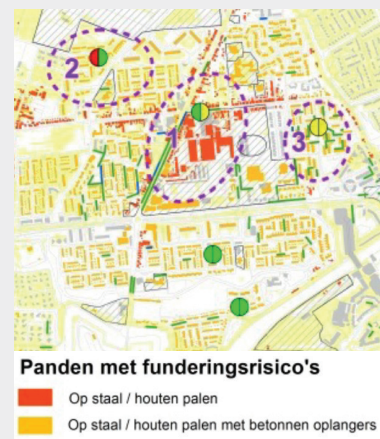 2
1
3
Panden met funderingsrisico's
Op staal / houten palen
Op staal / houten palen met betonnen oplangers